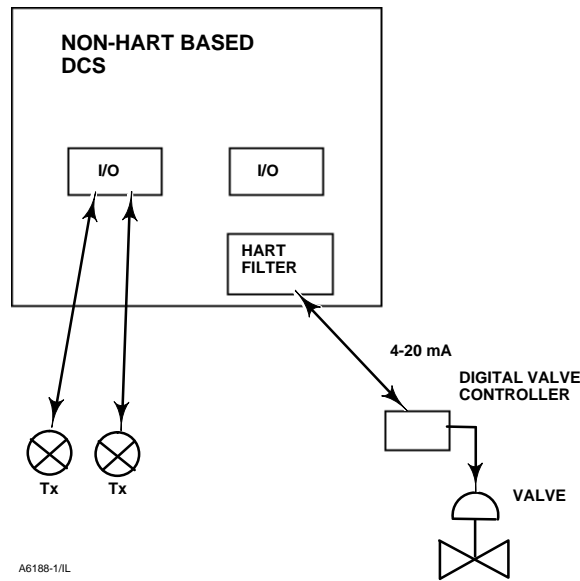 NON-HART BASED
DCS
I/O
I/O
HART
FILTER
4-20 mA
DIGITAL VALVE
CONTROLLER
Tx
Tx
VALVE
A6188-1/IL